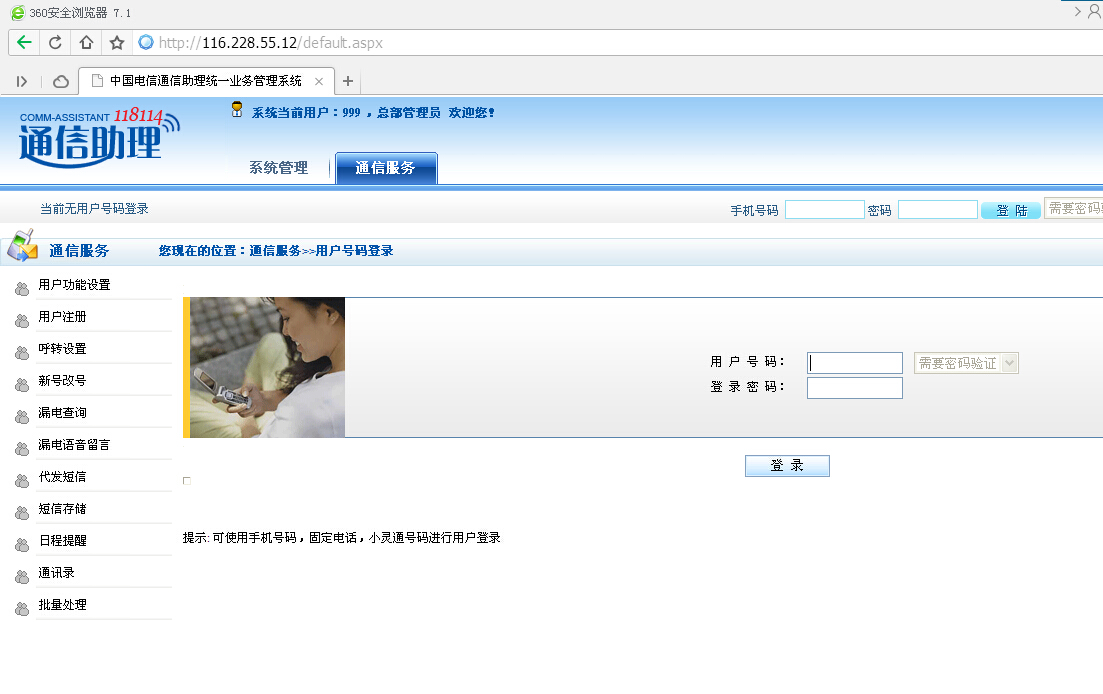 360安全浏览器 7.1
http://116.228.55.12/default.aspx
中国电信通信助理统一业务管理系统
COMM-ASSISTANT 118114
通信助理
系统当前用户：999 ，总部管理员 欢迎您！
系统管理 通信服务
当前无用户号码登录 手机号码 密码 登 陆 需要密码
通信服务 您现在的位置：通信服务>>用户号码登录
用户功能设置
用户注册
呼转设置
新号改号
漏电查询
漏电语音留言
代发短信
短信存储
日程提醒
通讯录
批量处理
用 户 号 码： 需要密码验证
登 录 密 码：
登 录
提示: 可使用手机号码，固定电话，小灵通号码进行用户登录